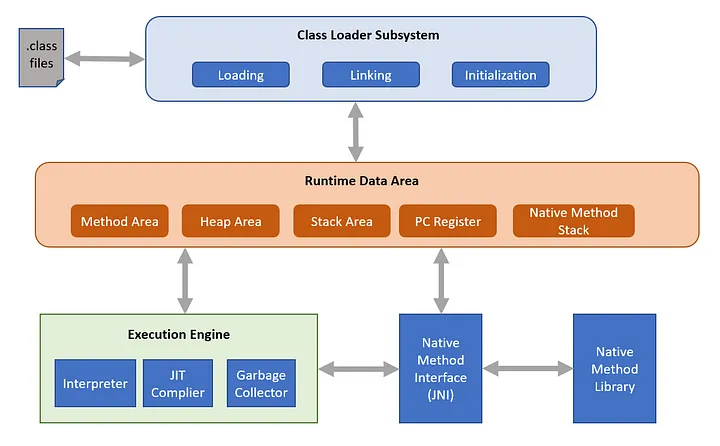 .class
files
Class Loader Subsystem
Loading
Linking
Initialization
Runtime Data Area
Method Area
Heap Area
Stack Area
PC Register
Native Method
Stack
Execution Engine
Interpreter
JIT
Complier
Garbage
Collector
Native
Method
Interface
(JNI)
Native
Method
Library